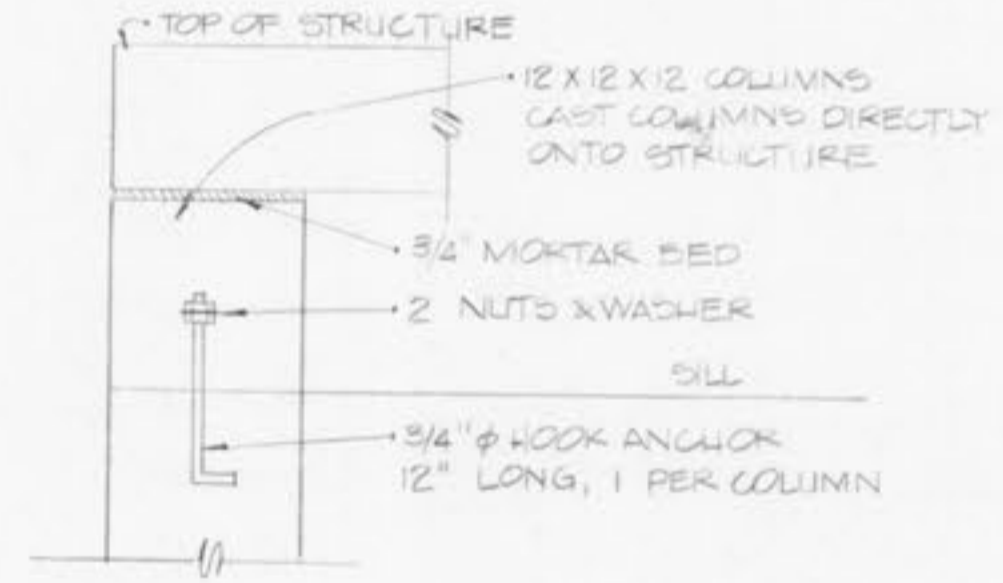 TOP OF STRUCTURE
12 X 12 X 12 COLUMNS
CAST COLUMNS DIRECTLY
ONTO STRUCTURE
3/4" MORTAR BED
2 NUTS & WASHER
SILL
3/4" φ HOOK ANCHOR
12" LONG, 1 PER COLUMN